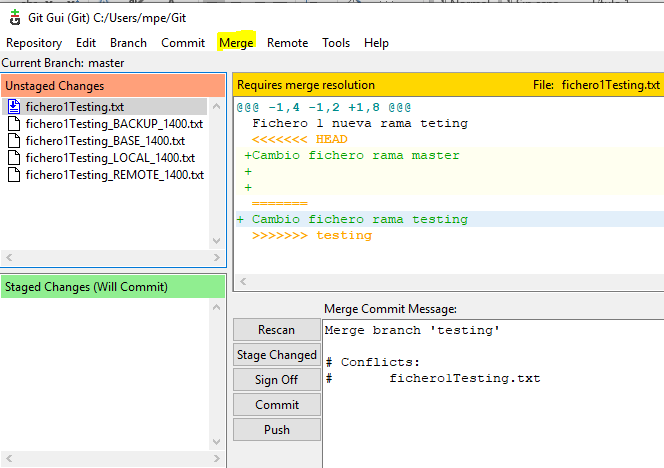 Git Gui (Git) C:/Users/mpe/Git
Repository Edit Branch Commit Merge Remote Tools Help
Current Branch: master
Unstaged Changes
fichero1Testing.txt
fichero1Testing_BACKUP_1400.txt
fichero1Testing_BASE_1400.txt
fichero1Testing_LOCAL_1400.txt
fichero1Testing_REMOTE_1400.txt
Requires merge resolution File: fichero1Testing.txt
@@@ -1,4 -1,2 +1,8 @@@
Fichero 1 nueva rama teting
<<<<<<< HEAD
+Cambio fichero rama master
+
+
=======
+ Cambio fichero rama testing
>>>>>>> testing
Staged Changes (Will Commit)
Rescan
Stage Changed
Sign Off
Commit
Push
Merge Commit Message:
Merge branch 'testing'
# Conflicts:
# fichero1Testing.txt